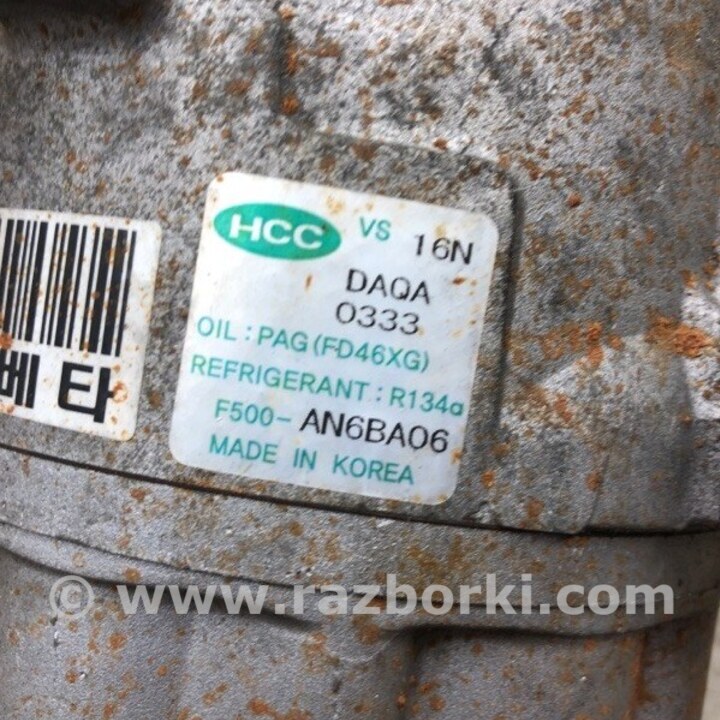 HCC VS 16N
DAQA
0333
OIL : PAG (FD46XG)
REFRIGERANT : R134a
F500- AN6BA06
MADE IN KOREA
베타
© www.razborki.com